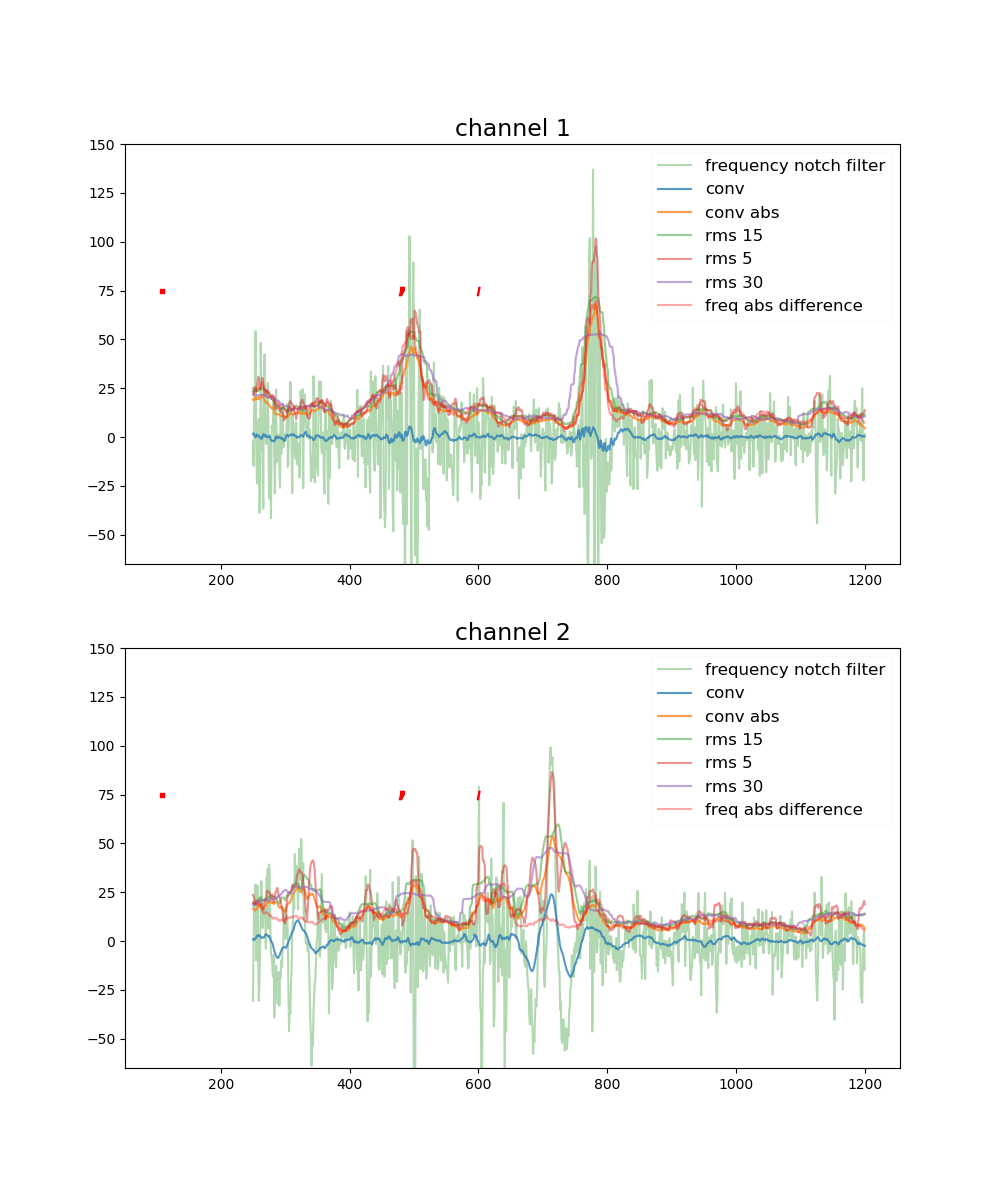 channel 1
150
125
100
75
50
25
0
−25
−50
200 400 600 800 1000 1200
frequency notch filter
conv
conv abs
rms 15
rms 5
rms 30
freq abs difference
channel 2
150
125
100
75
50
25
0
−25
−50
200 400 600 800 1000 1200
frequency notch filter
conv
conv abs
rms 15
rms 5
rms 30
freq abs difference